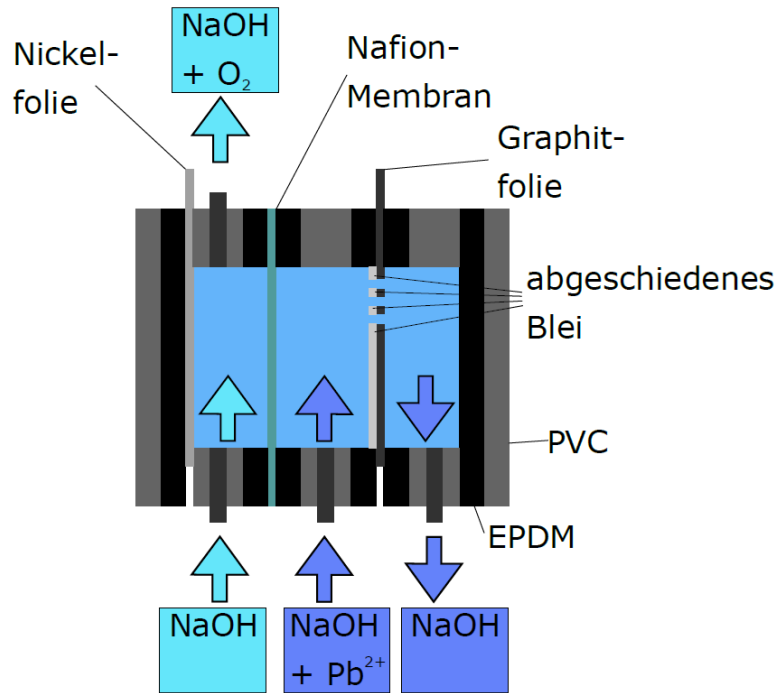 NaOH
+ O₂
Nickel-
folie
Nafion-
Membran
Graphit-
folie
abgeschiedenes
Blei
PVC
EPDM
NaOH
NaOH
+ Pb²⁺
NaOH